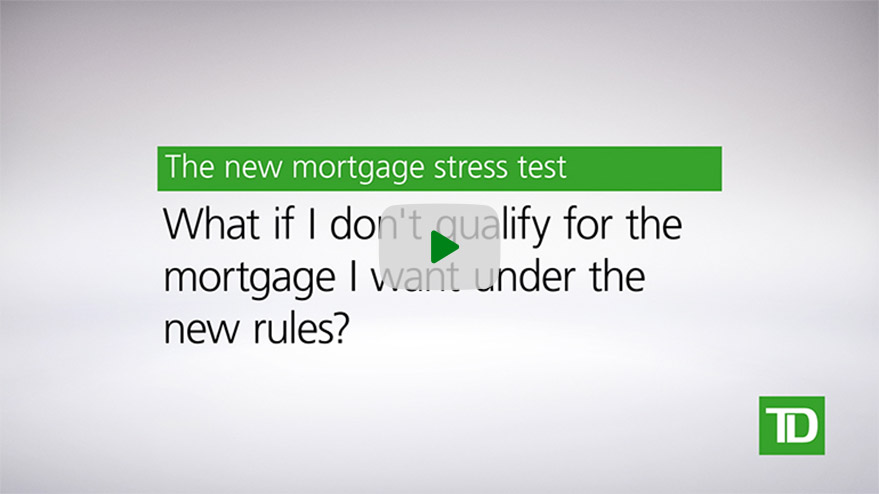 The new mortgage stress test
What if I don't qualify for the
mortgage I want under the
new rules?
TD